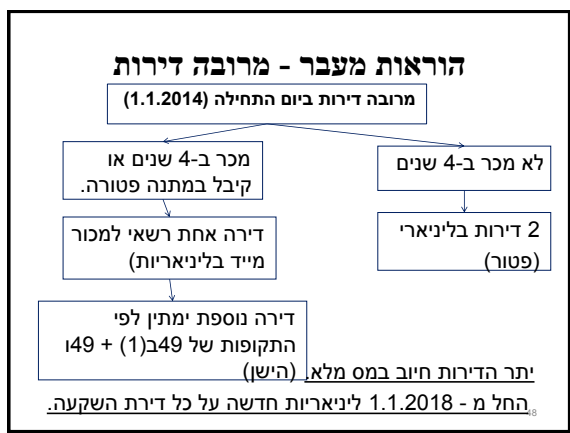 הוראות מעבר - מרובה דירות
מרובה דירות ביום התחילה (1.1.2014)
לא מכר ב-4 שנים
2 דירות בליניארי
(פטור)
מכר ב-4 שנים או
קיבל במתנה פטורה.
דירה אחת רשאי למכור
מייד בליניאריות)
דירה נוספת ימתין לפי
התקופות של 49ב(1) + 49ו
(הישן)
יתר הדירות חיוב במס מלא.
החל מ - 1.1.2018 ליניאריות חדשה על כל דירת השקעה.
48